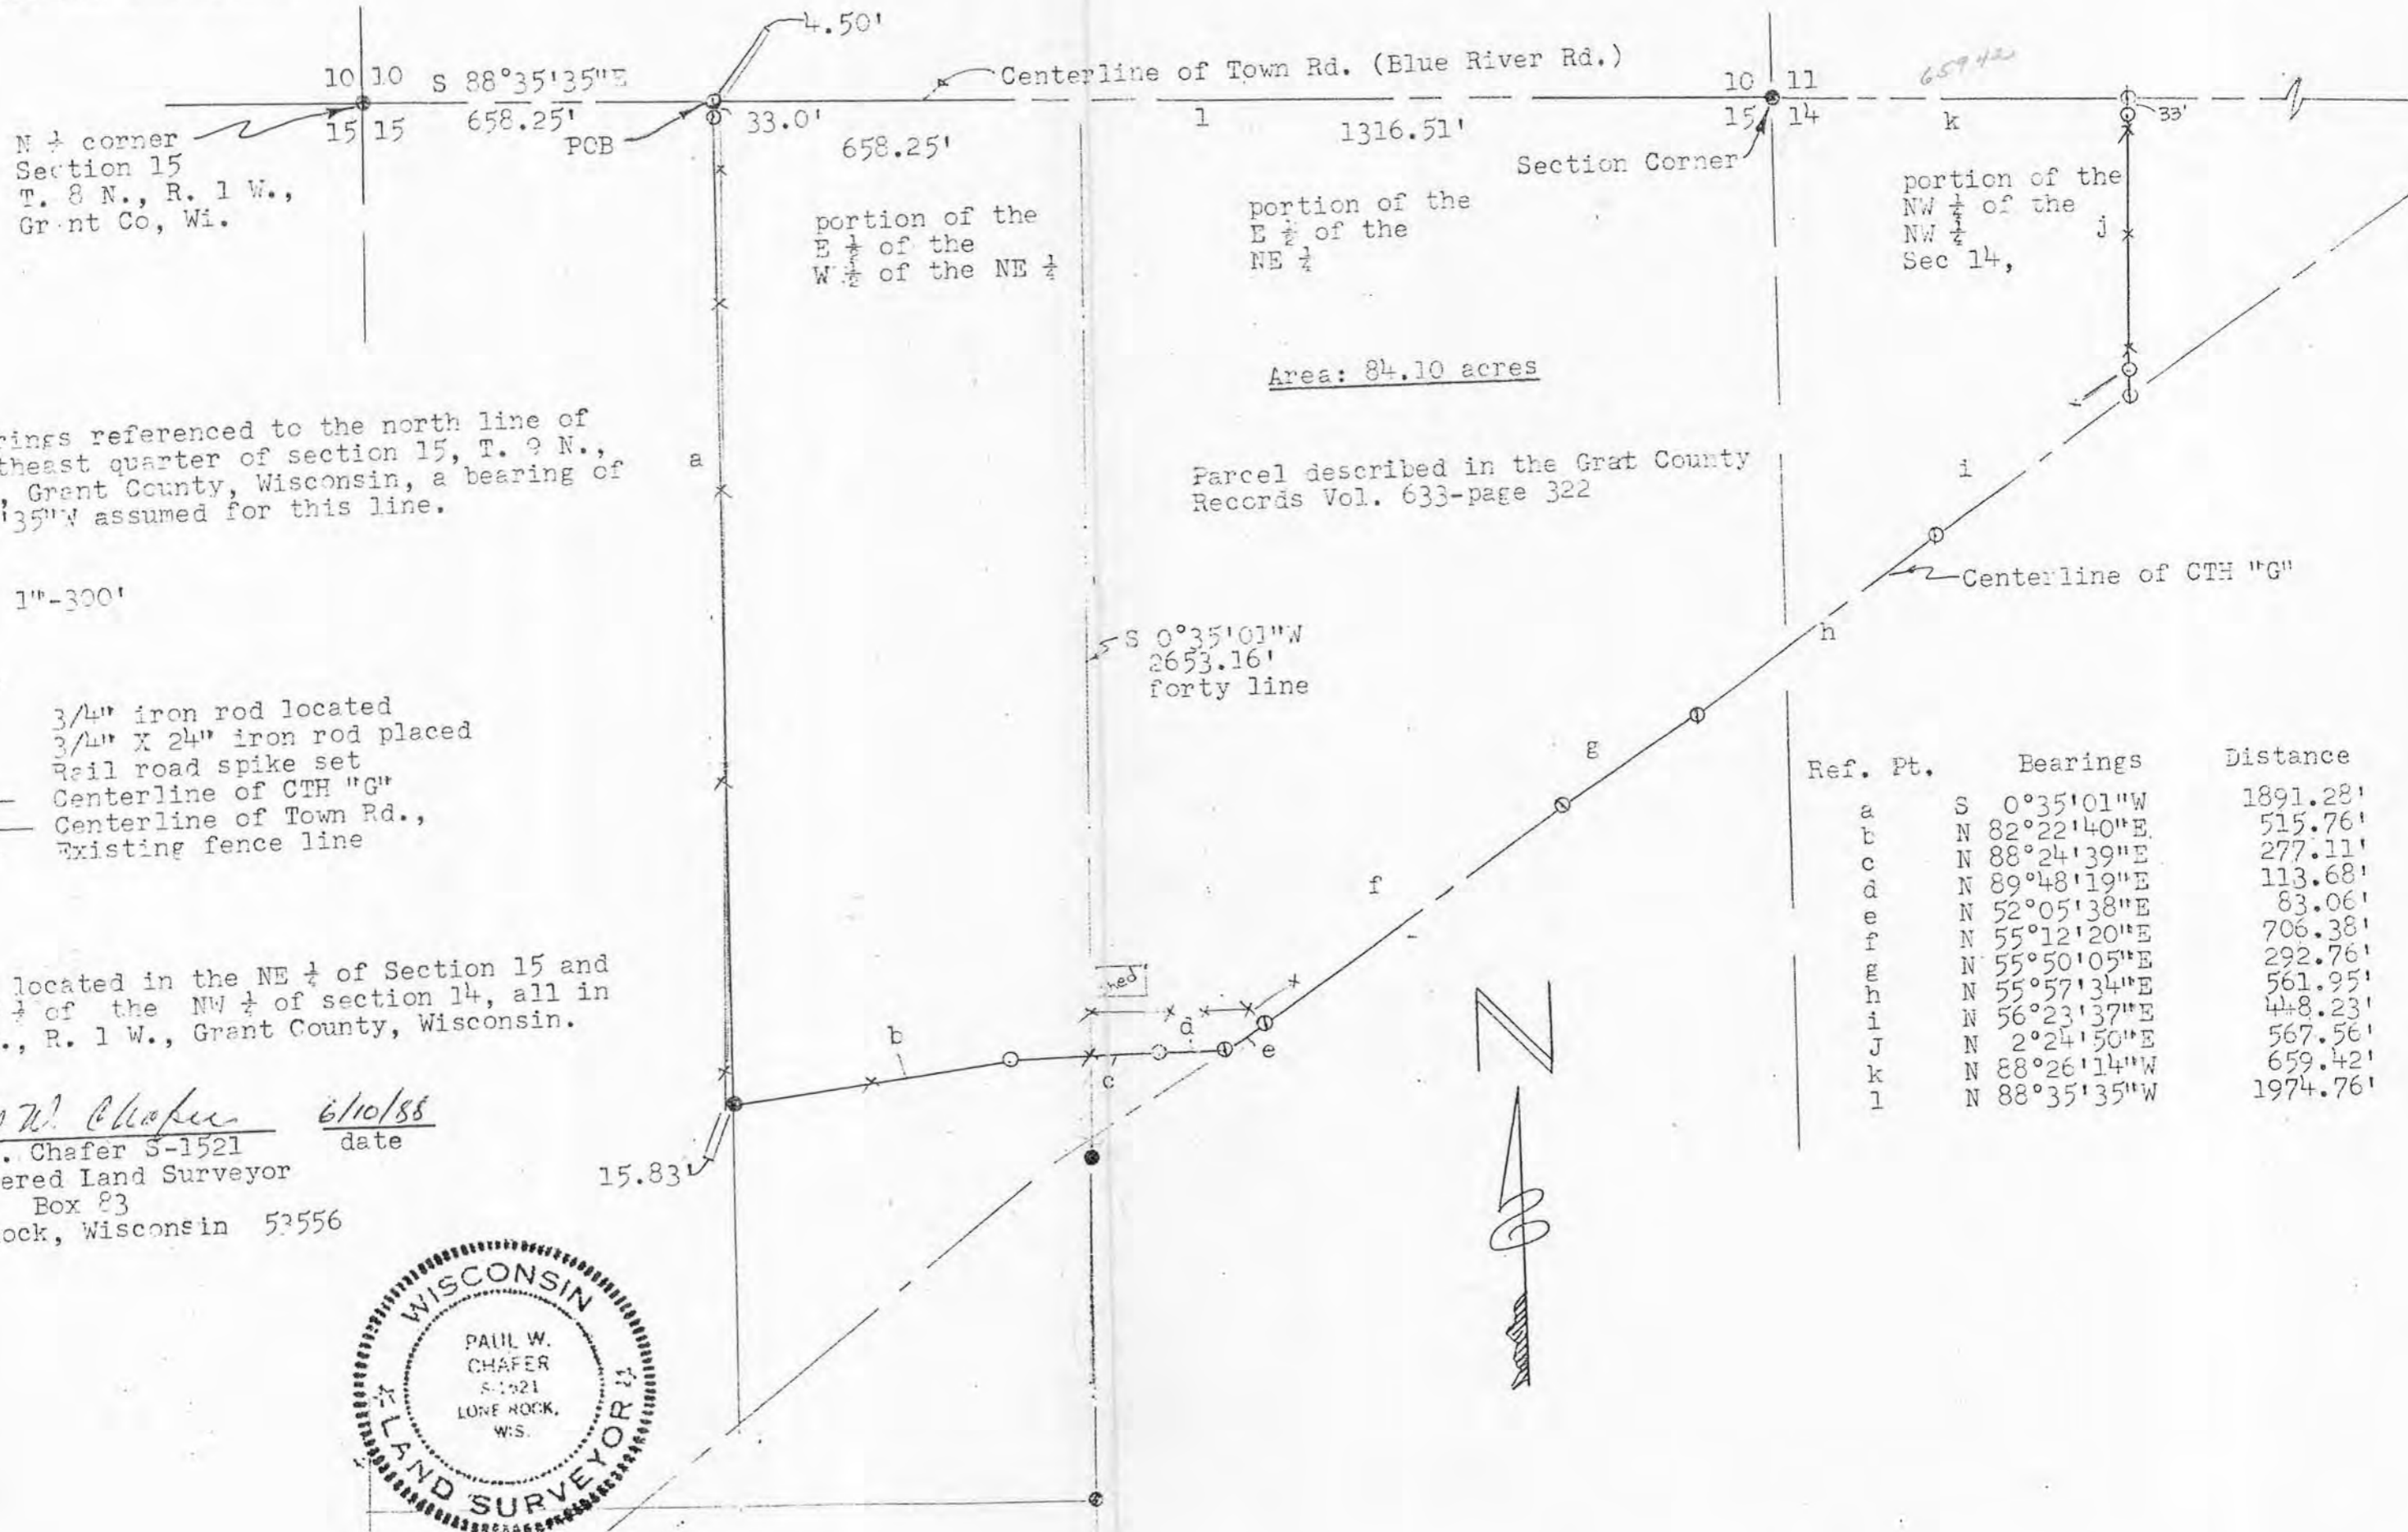 4.50'
10 10 S 88°35'35"E
Centerline of Town Rd. (Blue River Rd.)
10 11
65942
15 15 658.25'
POB
33.0'
658.25'
1
1316.51'
15 14
k
33'
N ¼ corner
Section 15
T. 8 N., R. 1 W.,
Gr nt Co, Wi.
Section Corner
portion of the
E ½ of the
W ½ of the NE ¼
portion of the
E ½ of the
NE ¼
portion of the
NW ¼ of the
NW ¼
Sec 14,
j
Area: 84.10 acres
rings referenced to the north line of
theast quarter of section 15, T. N.,
, Grant County, Wisconsin, a bearing of
'35"W assumed for this line.
a
Parcel described in the Grat County
Records Vol. 633-page 322
i
1"-300'
Centerline of CTH "G"
h
S 0°35'01"W
2653.16'
forty line
3/4" iron rod located
3/4" X 24" iron rod placed
Rail road spike set
Centerline of CTH "G"
Centerline of Town Rd.,
Existing fence line
g
f
Ref. Pt. Bearings Distance
a S 0°35'01"W 1891.28'
b N 82°22'40"E. 515.76'
c N 88°24'39"E 277.11'
d N 89°48'19"E 113.68'
e N 52°05'38"E 83.06'
f N 55°12'20"E 706.38'
g N 55°50'05"E 292.76'
h N 55°57'34"E 561.95'
i N 56°23'37"E 448.23'
J N 2°24'50"E 567.56'
k N 88°26'14"W 659.42'
l N 88°35'35"W 1974.76'
located in the NE ¼ of Section 15 and
¼ of the NW ¼ of section 14, all in
., R. 1 W., Grant County, Wisconsin.
b
c
d
e
W. Chafer 6/10/88
. Chafer S-1521 date
ered Land Surveyor
Box 83
ock, Wisconsin 53556
15.83'
N
WISCONSIN
PAUL W.
CHAFER
S-1521
LONE ROCK,
WIS.
LAND SURVEYOR